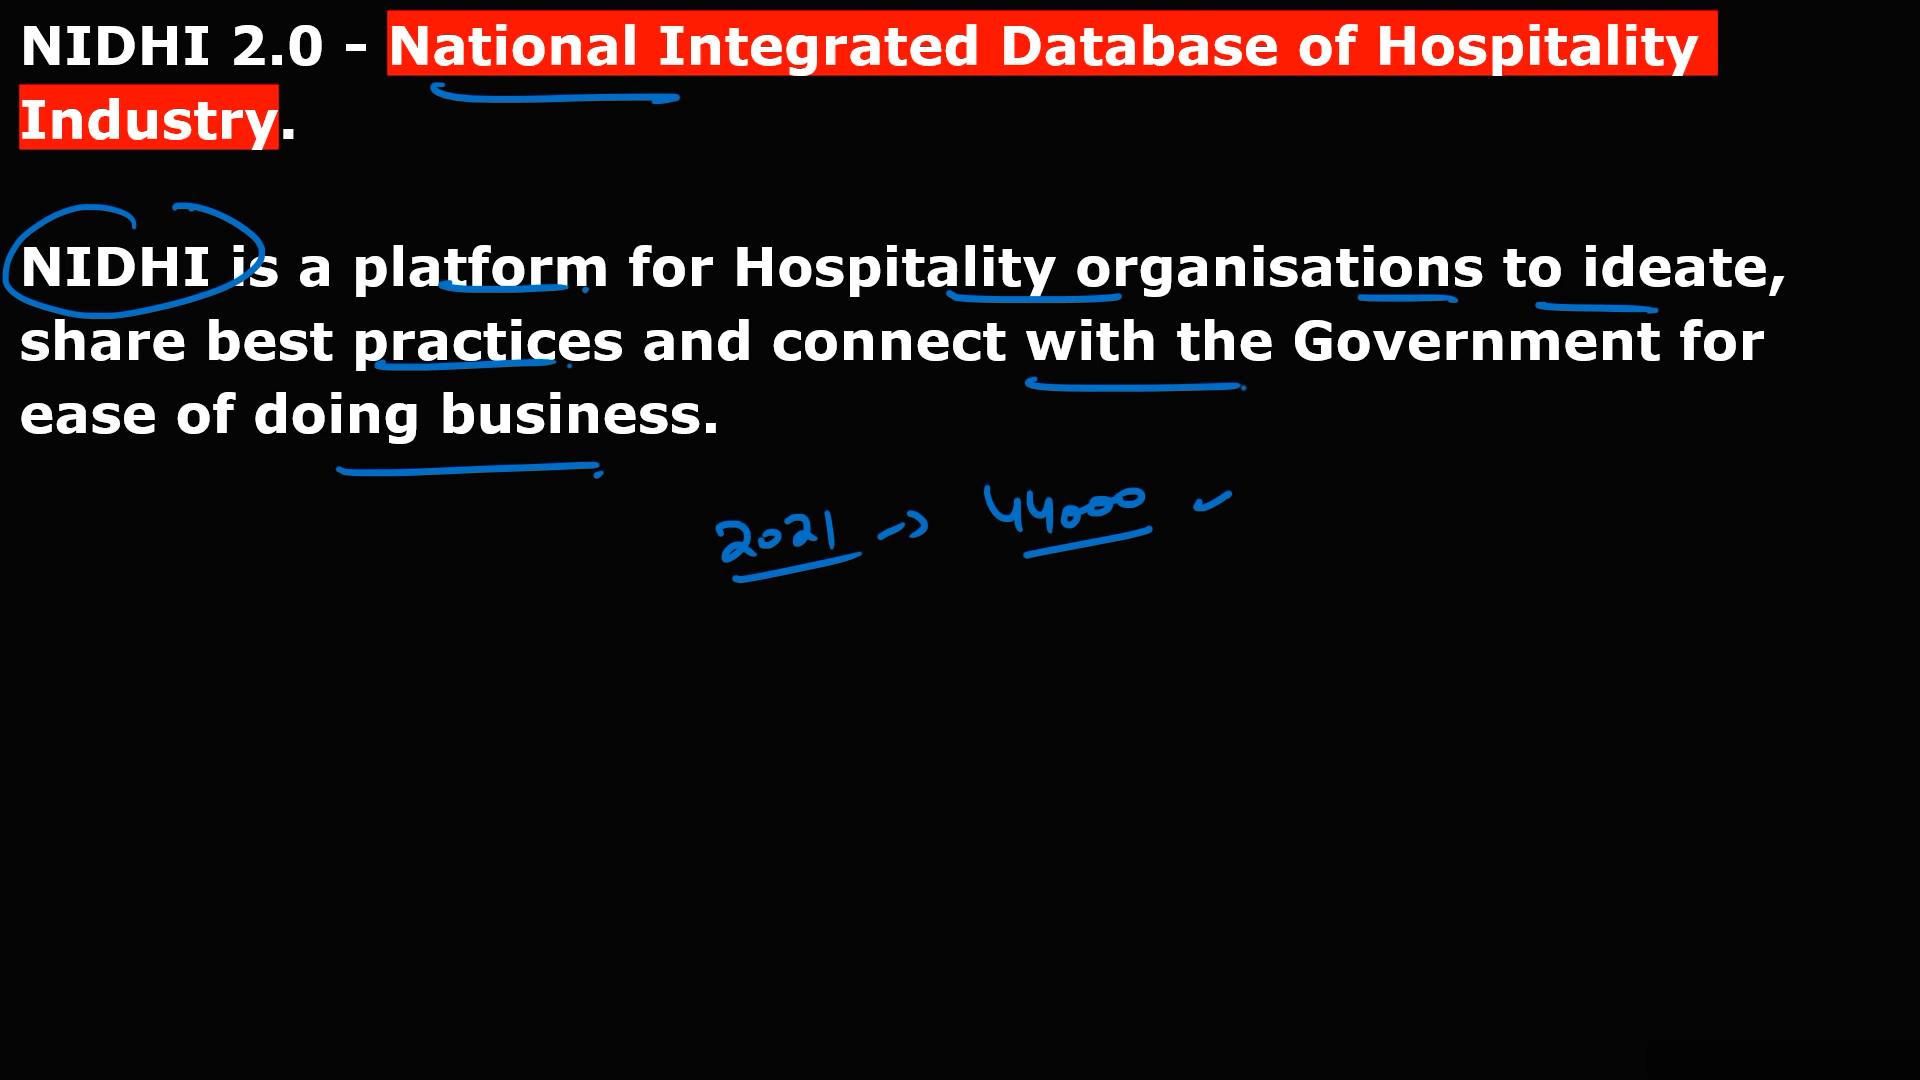 NIDHI 2.0 – National Integrated Database of Hospitality
Industry.
NIDHI is a platform for Hospitality organisations to ideate,
share best practices and connect with the Government for
ease of doing business.
2021 → 44000 ✓